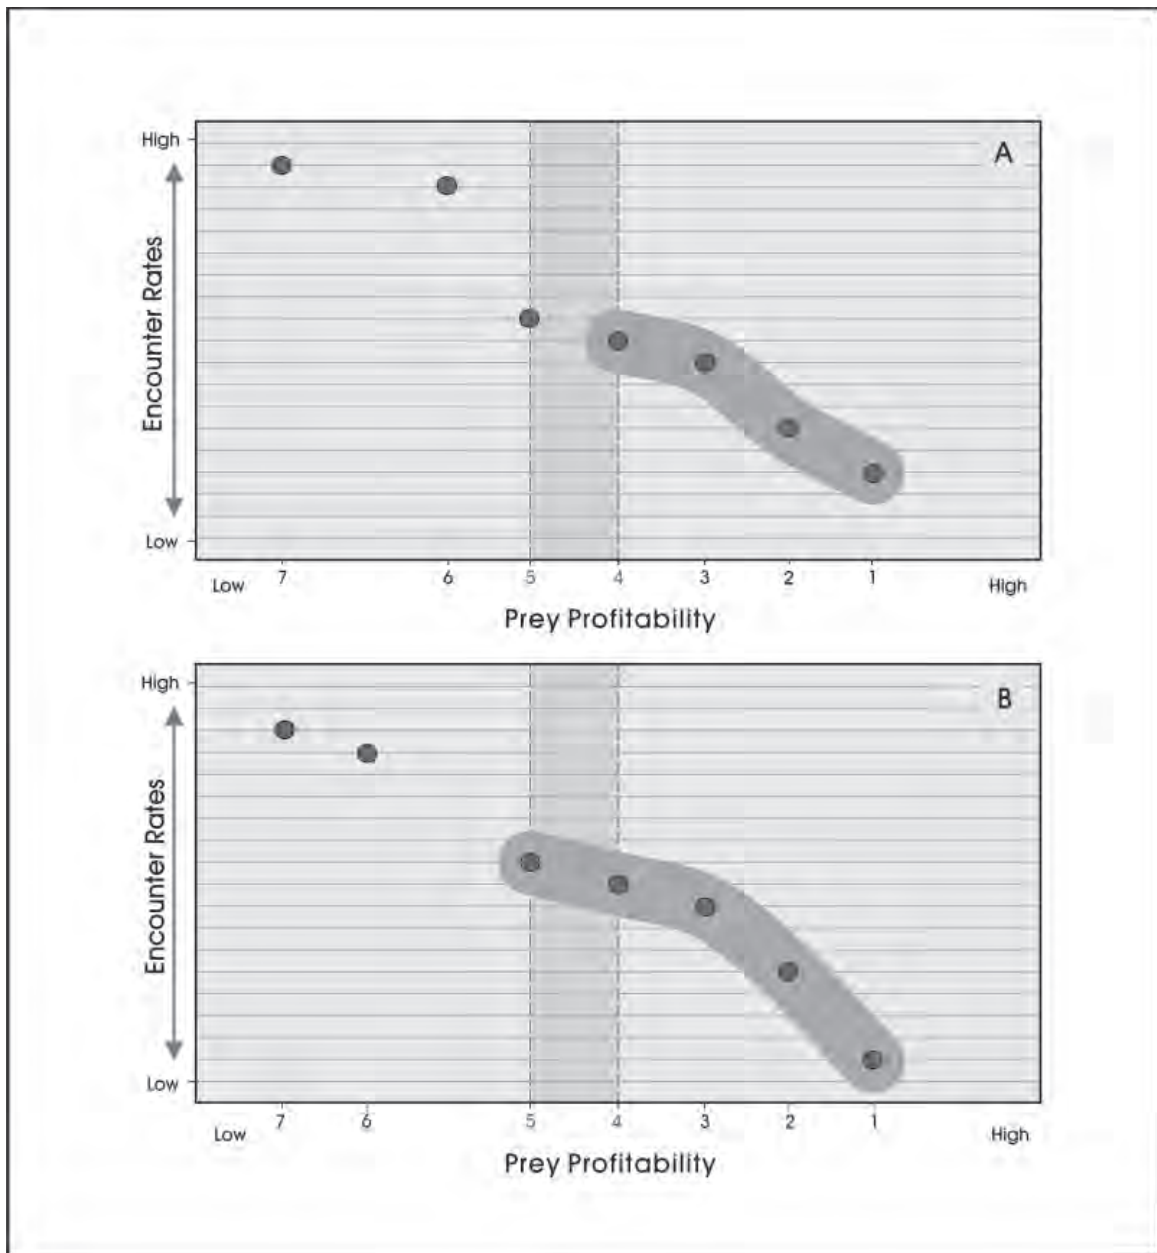 High
A
Encounter Rates
Low
7 6 5 4 3 2 1
Low High
Prey Profitability
High
B
Encounter Rates
Low
7 6 5 4 3 2 1
Low High
Prey Profitability